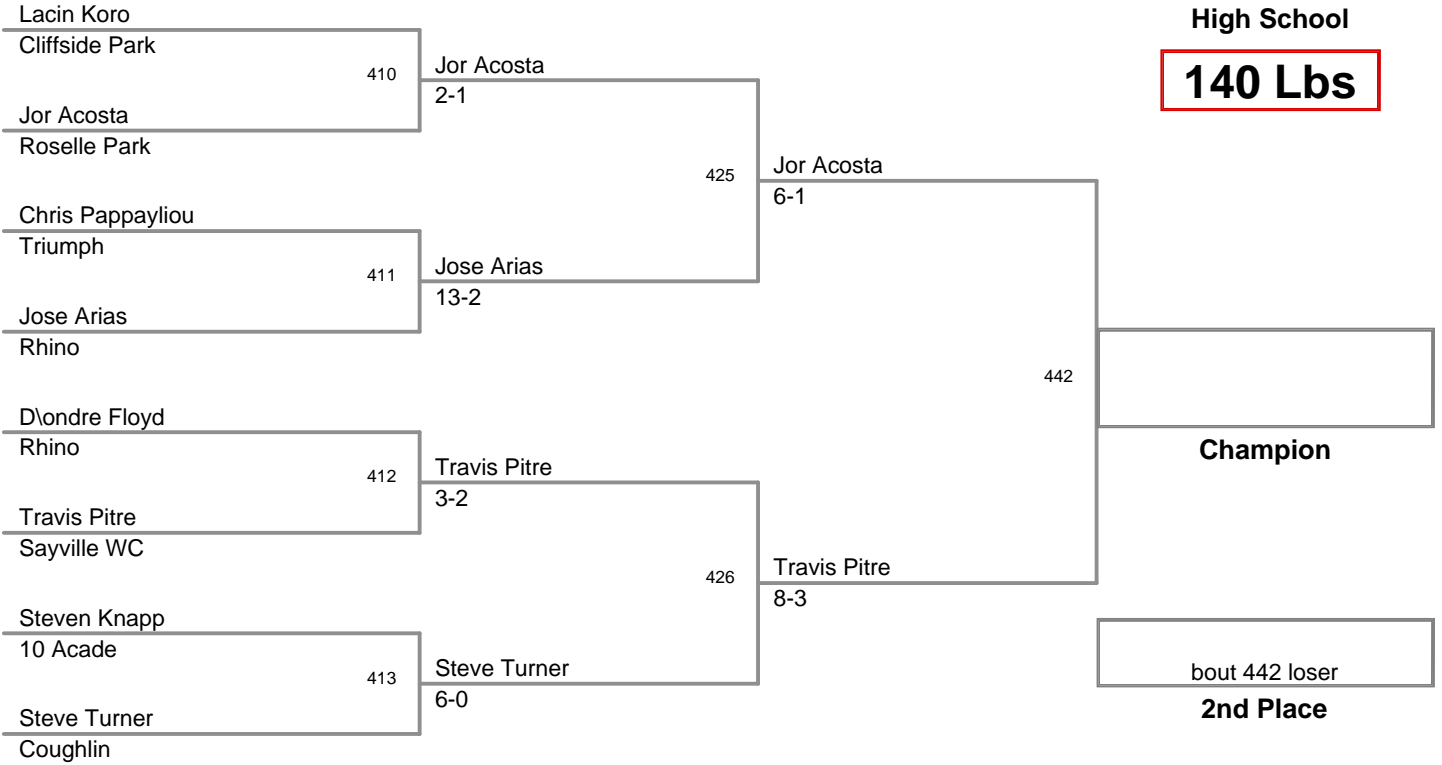 Lacin Koro
Cliffside Park
410
Jor Acosta
Roselle Park
Jor Acosta
2-1
Chris Pappayliou
Triumph
411
Jose Arias
Rhino
Jose Arias
13-2
425
Jor Acosta
6-1
D\ondre Floyd
Rhino
412
Travis Pitre
Sayville WC
Travis Pitre
3-2
Steven Knapp
10 Acade
413
Steve Turner
Coughlin
Steve Turner
6-0
426
Travis Pitre
8-3
442
High School
140 Lbs
Champion
bout 442 loser
2nd Place